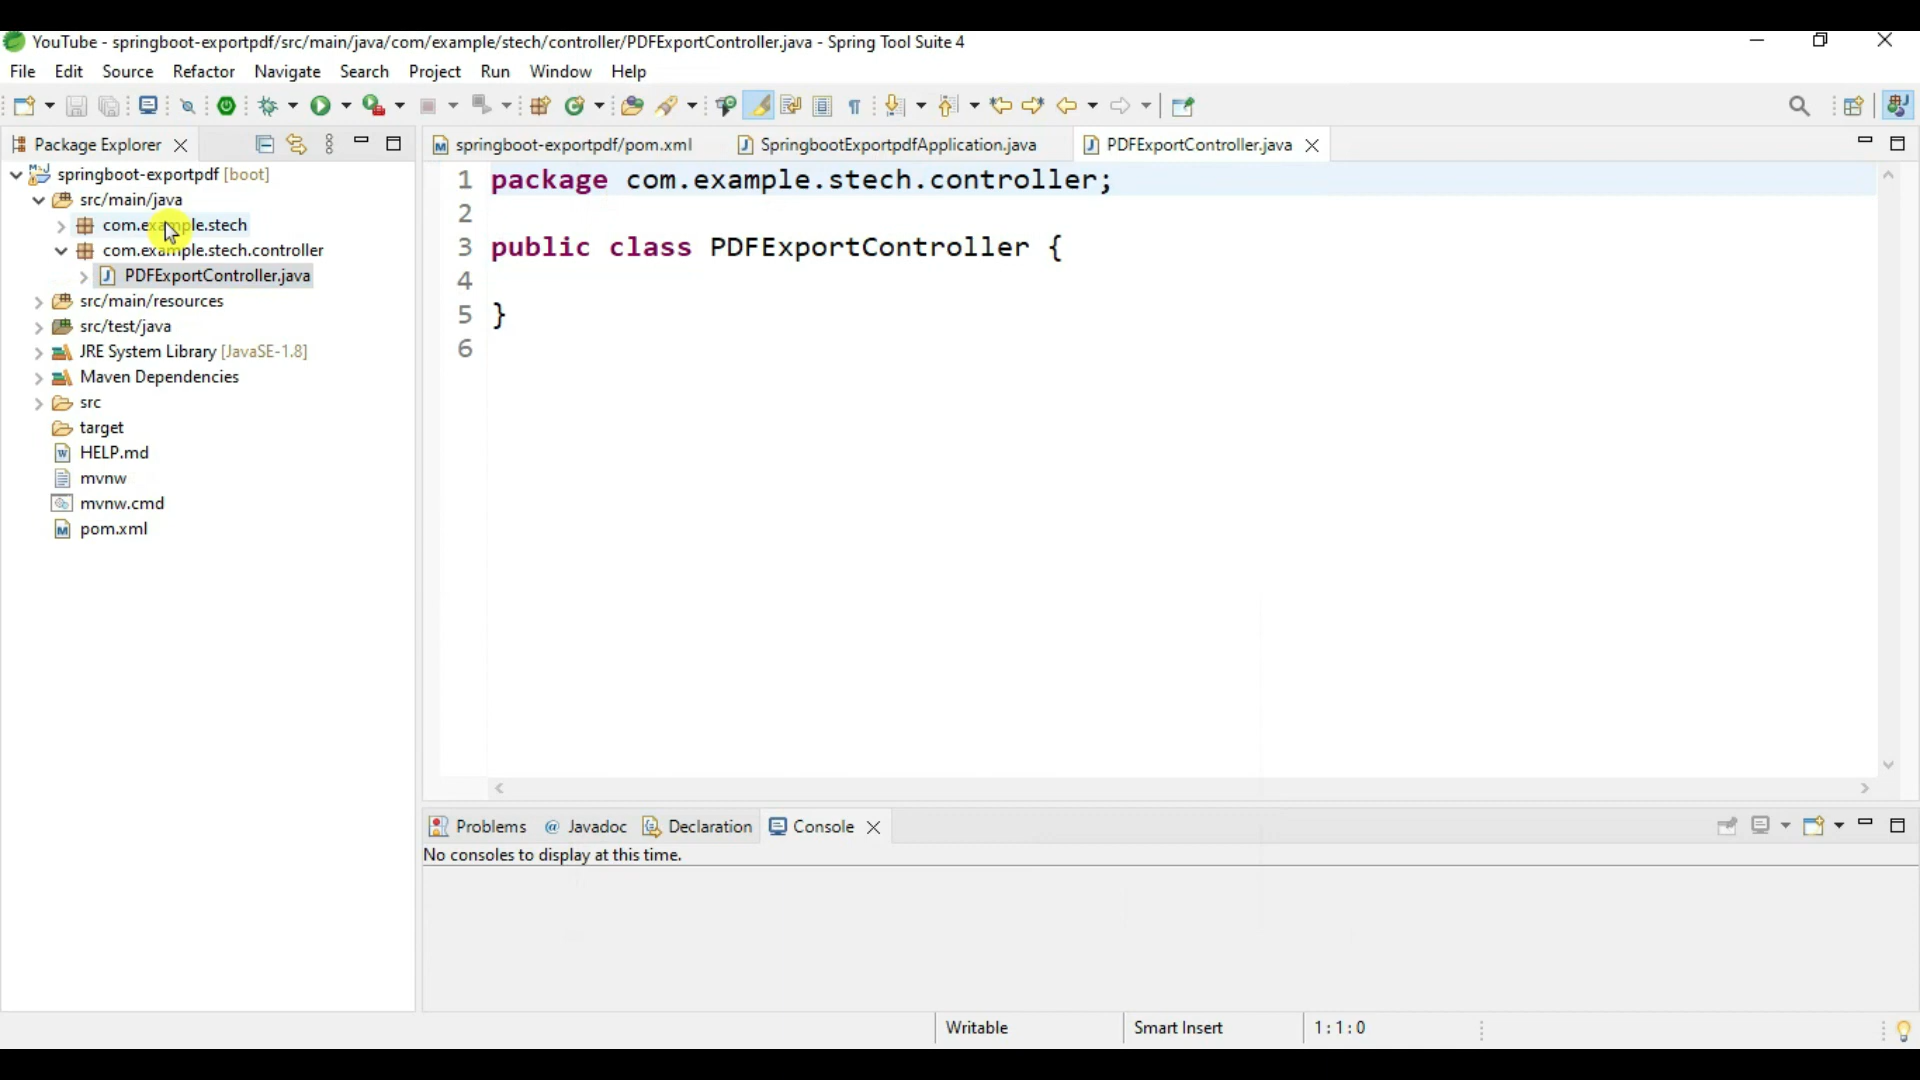 YouTube - springboot-exportpdf/src/main/java/com/example/stech/controller/PDFExportController.java - Spring Tool Suite 4
File Edit Source Refactor Navigate Search Project Run Window Help
Package Explorer
springboot-exportpdf [boot]
src/main/java
com.example.stech
com.example.stech.controller
PDFExportController.java
src/main/resources
src/test/java
JRE System Library [JavaSE-1.8]
Maven Dependencies
src
target
HELP.md
mvnw
mvnw.cmd
pom.xml
springboot-exportpdf/pom.xml SpringbootExportpdfApplication.java PDFExportController.java
1 package com.example.stech.controller;
2
3 public class PDFExportController {
4
5 }
6
Problems @ Javadoc Declaration Console
No consoles to display at this time.
Writable Smart Insert 1 : 1 : 0